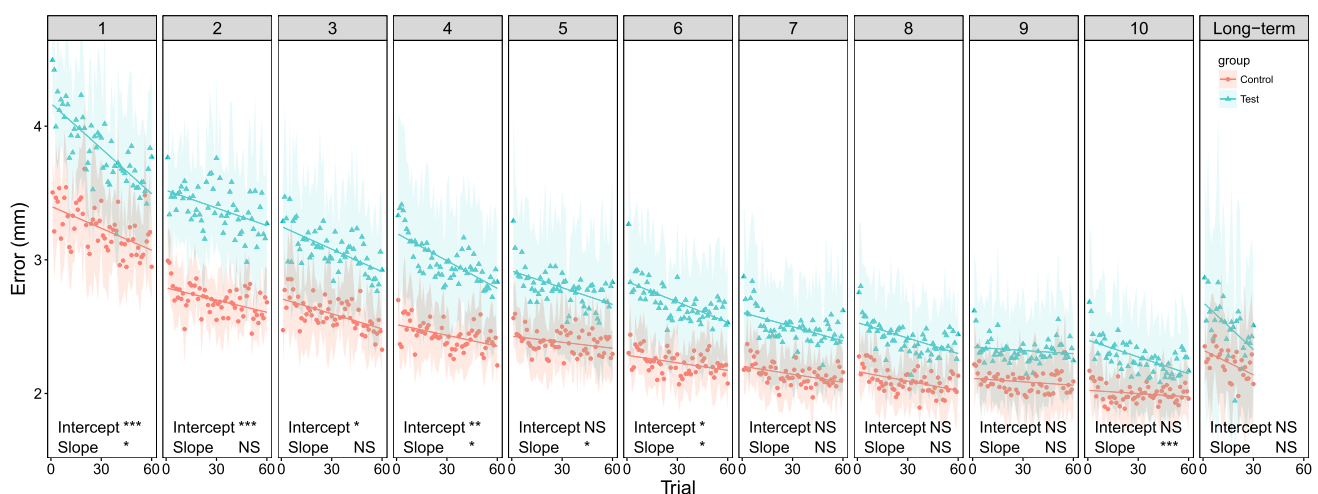 1 2 3 4 5 6 7 8 9 10 Long−term
group
Control
Test
4
3
2
Error (mm)
Intercept *** Intercept *** Intercept * Intercept ** Intercept NS Intercept * Intercept NS Intercept NS Intercept NS Intercept NS Intercept NS
Slope * Slope NS Slope NS Slope * Slope * Slope * Slope NS Slope NS Slope NS Slope *** Slope NS
0 30 60 0 30 60 0 30 60 0 30 60 0 30 60 0 30 60 0 30 60 0 30 60 0 30 60 0 30 60 0 30 60
Trial